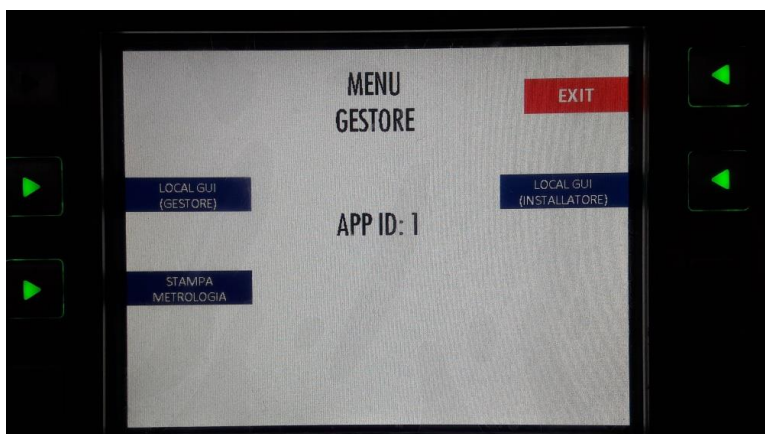 MENU
GESTORE
EXIT
LOCAL GUI
(GESTORE)
LOCAL GUI
(INSTALLATORE)
APP ID: 1
STAMPA
METROLOGIA